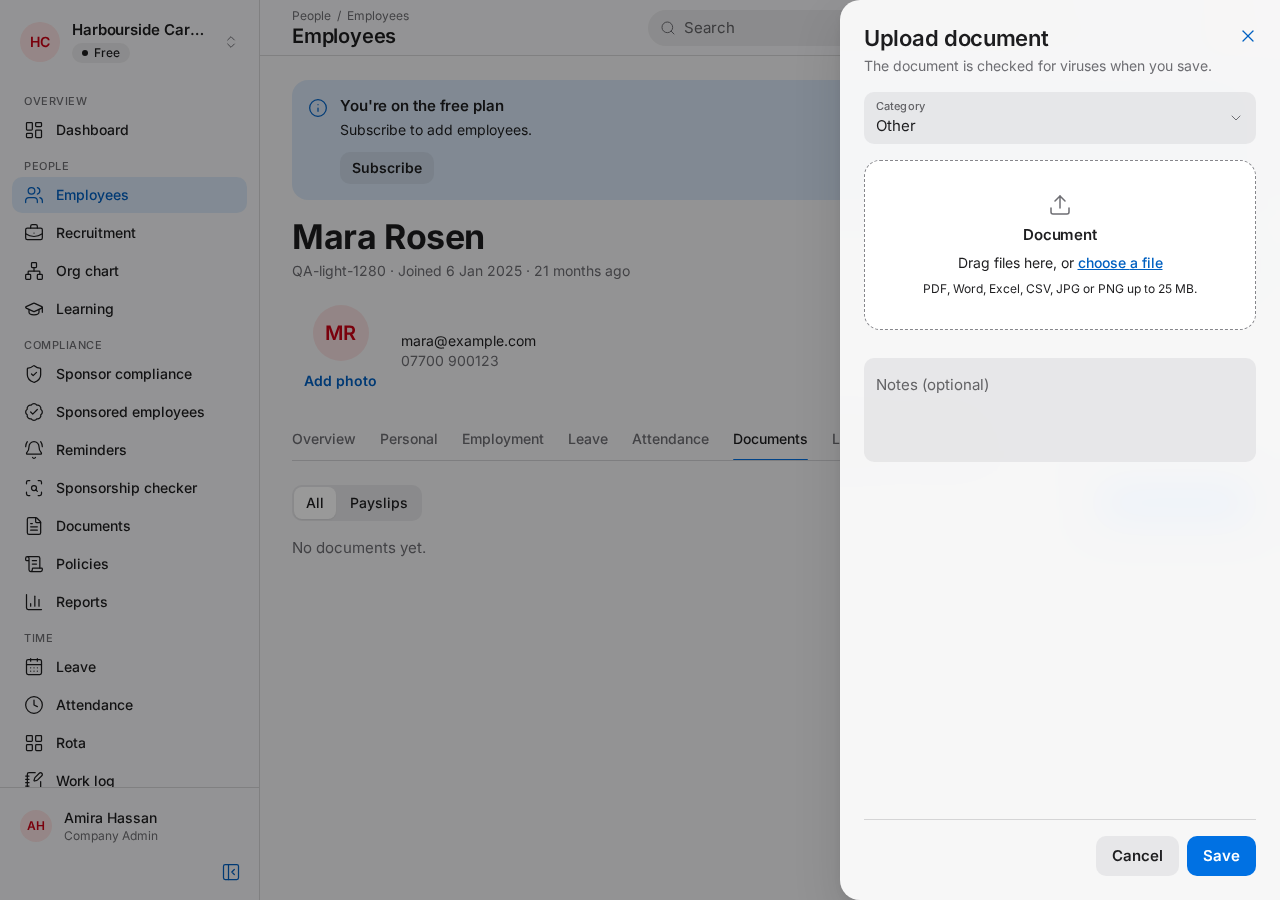 HC
Harbourside Car...
Free
OVERVIEW
Dashboard
PEOPLE
Employees
Recruitment
Org chart
Learning
COMPLIANCE
Sponsor compliance
Sponsored employees
Reminders
Sponsorship checker
Documents
Policies
Reports
TIME
Leave
Attendance
Rota
Work log
AH
Amira Hassan
Company Admin
People / Employees
Employees
Search
You're on the free plan
Subscribe to add employees.
Subscribe
Mara Rosen
QA-light-1280 · Joined 6 Jan 2025 · 21 months ago
MR
Add photo
mara@example.com
07700 900123
Overview Personal Employment Leave Attendance Documents L
All Payslips
No documents yet.
Upload document
The document is checked for viruses when you save.
Category
Other
Document
Drag files here, or choose a file
PDF, Word, Excel, CSV, JPG or PNG up to 25 MB.
Notes (optional)
Cancel Save